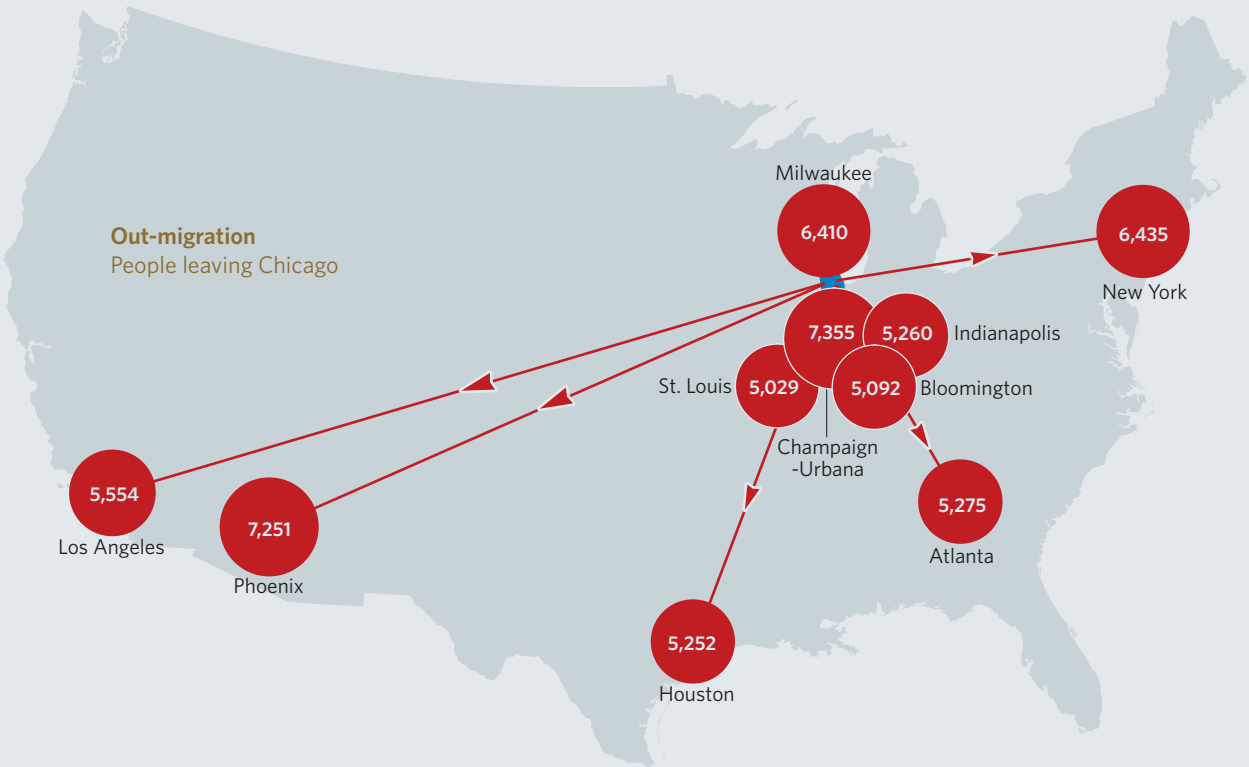 Out-migration
People leaving Chicago
Milwaukee
6,410
6,435
New York
7,355
5,260
Indianapolis
St. Louis
5,029
5,092
Bloomington
Champaign
-Urbana
5,554
Los Angeles
7,251
Phoenix
5,275
Atlanta
5,252
Houston